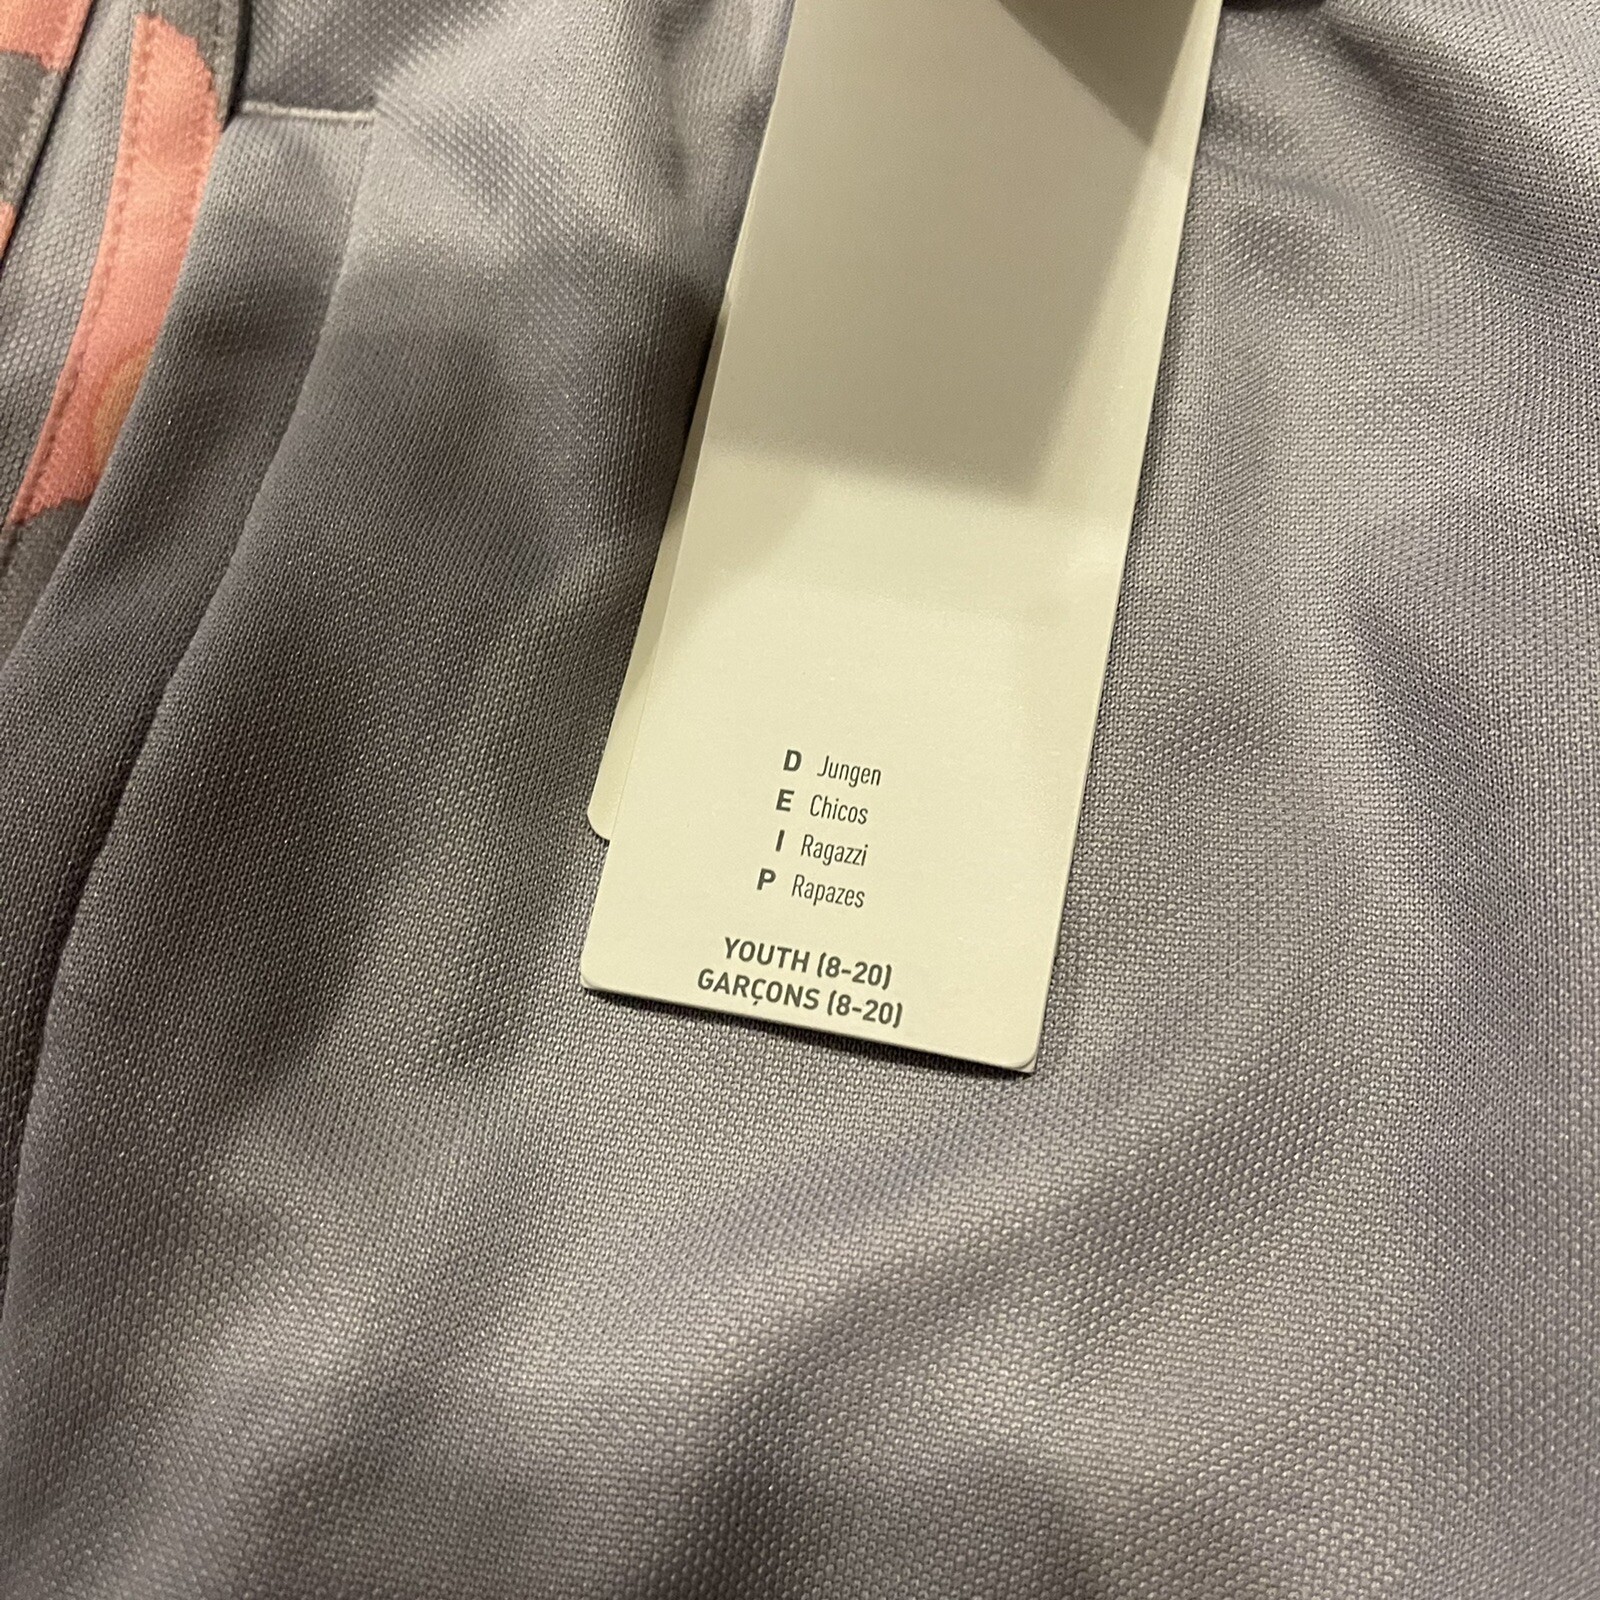 D Jungen
E Chicos
I Ragazzi
P Rapazes
YOUTH (8-20)
GARÇONS (8-20)